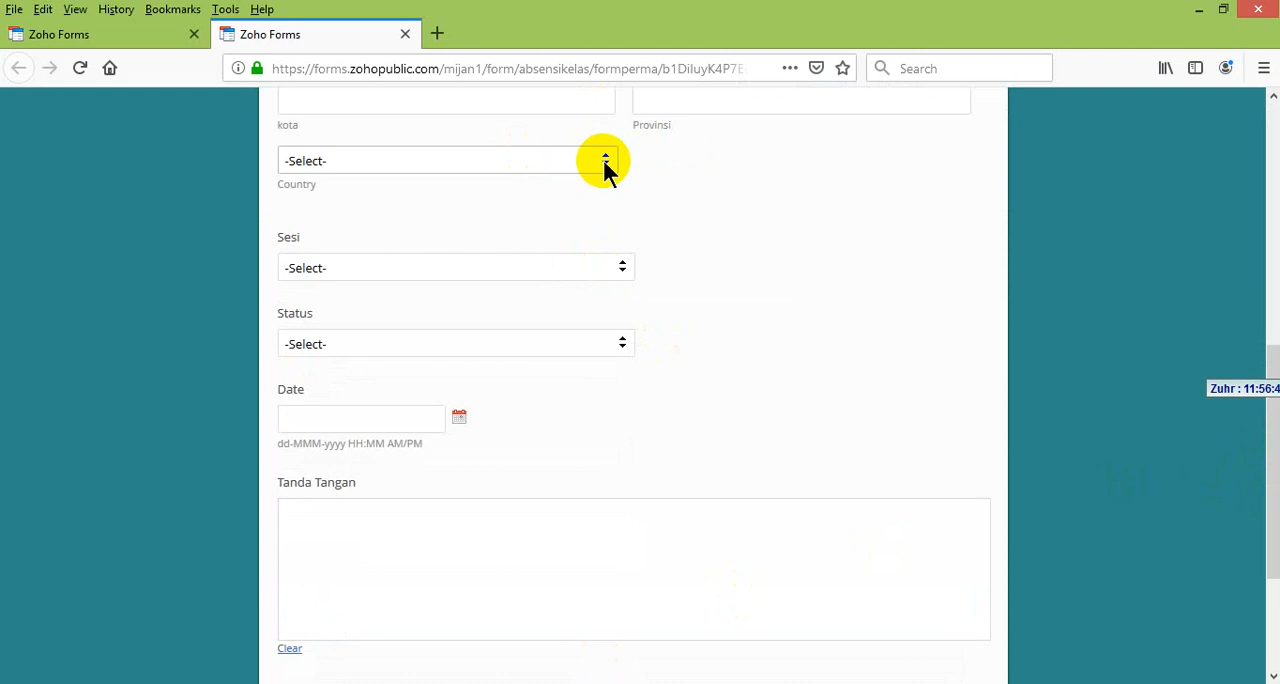 File Edit View History Bookmarks Tools Help
Zoho Forms
Zoho Forms
https://forms.zohopublic.com/mijan1/form/absensikelas/formperma/b1DiIuyK4P7E
Search
kota
Provinsi
-Select-
Country
Sesi
-Select-
Status
-Select-
Date
dd-MMM-yyyy HH:MM AM/PM
Zuhr : 11:56:4
Tanda Tangan
Clear